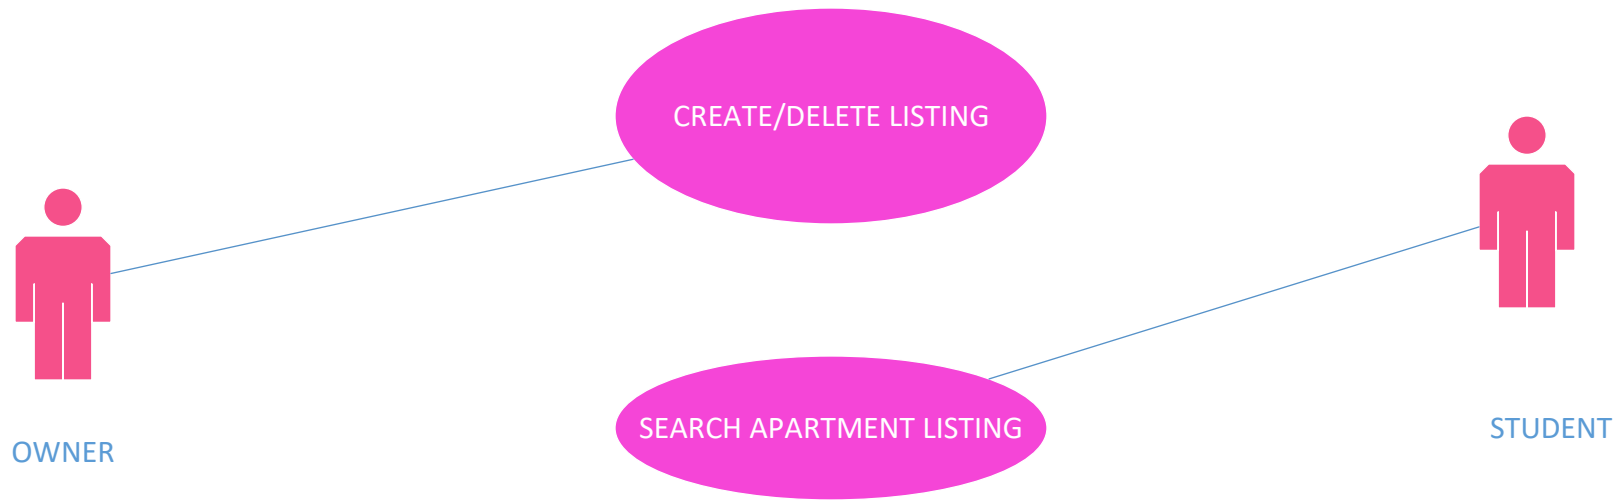 CREATE/DELETE LISTING
SEARCH APARTMENT LISTING
OWNER
STUDENT